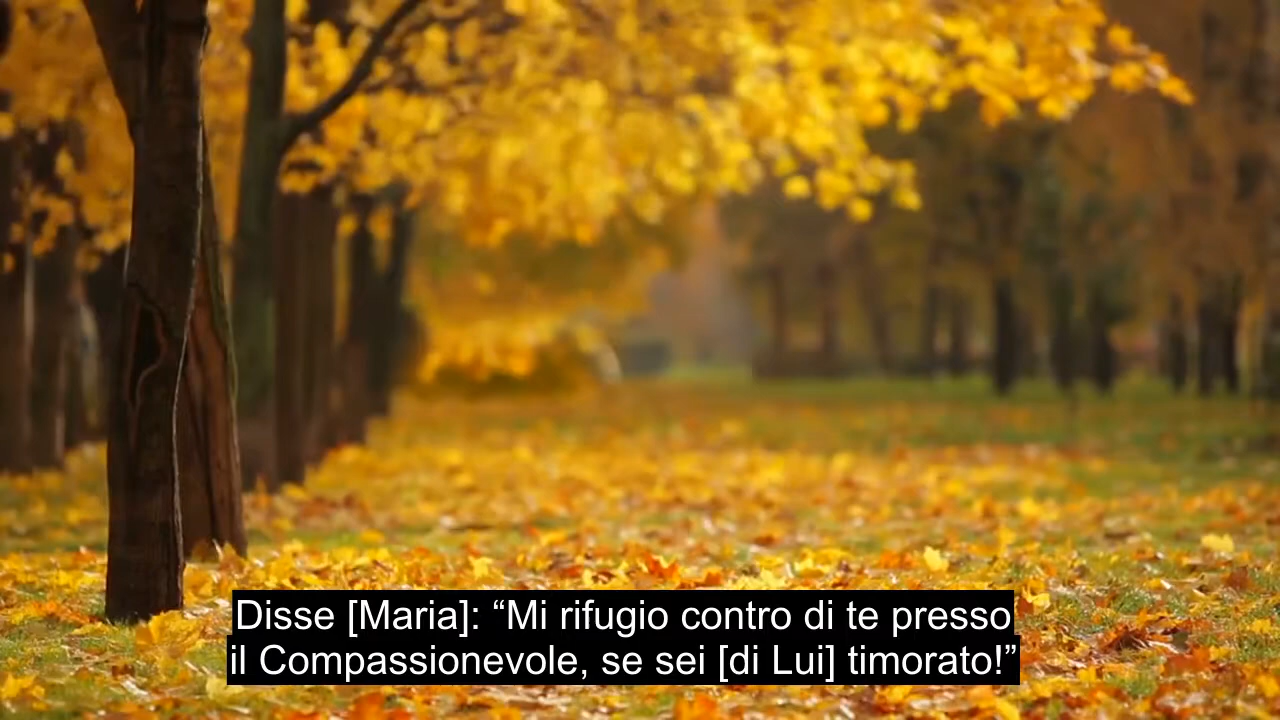 Disse [Maria]: “Mi rifugio contro di te presso
il Compassionevole, se sei [di Lui] timorato!”